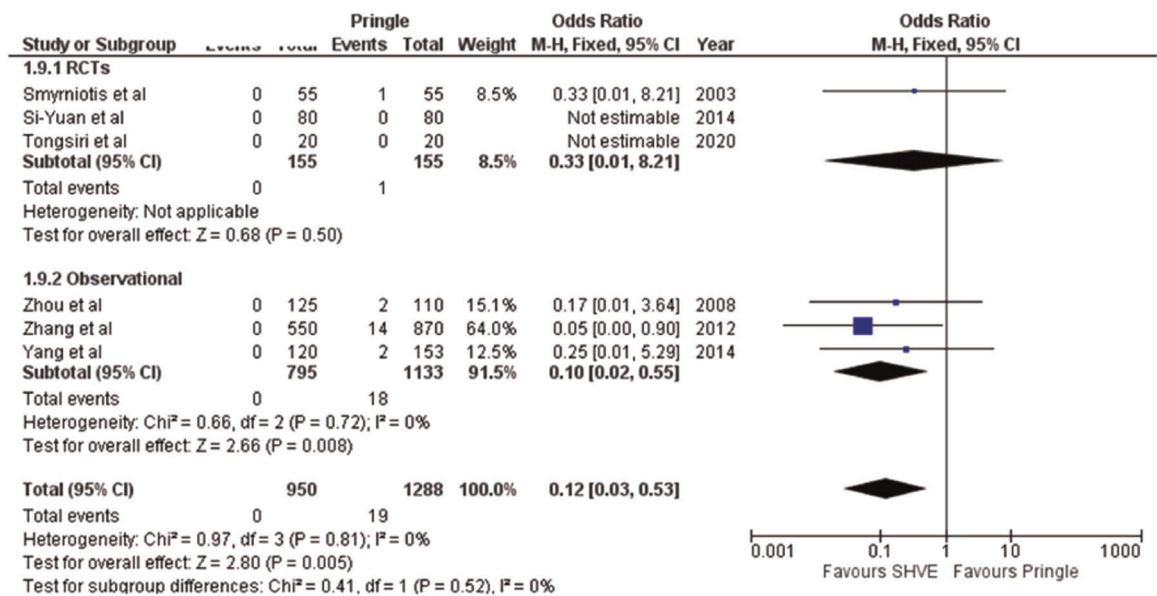 Pringle Odds Ratio Odds Ratio
Study or Subgroup Events Total Weight M-H, Fixed, 95% CI Year M-H, Fixed, 95% CI
1.9.1 RCTs
Smyrniotis et al 0 55 1 55 8.5% 0.33 [0.01, 8.21] 2003
Si-Yuan et al 0 80 0 80 Not estimable 2014
Tongsiri et al 0 20 0 20 Not estimable 2020
Subtotal (95% CI) 155 155 8.5% 0.33 [0.01, 8.21]
Total events 0 1
Heterogeneity: Not applicable
Test for overall effect: Z = 0.68 (P = 0.50)
1.9.2 Observational
Zhou et al 0 125 2 110 15.1% 0.17 [0.01, 3.64] 2008
Zhang et al 0 550 14 870 64.0% 0.05 [0.00, 0.90] 2012
Yang et al 0 120 2 153 12.5% 0.25 [0.01, 5.29] 2014
Subtotal (95% CI) 795 1133 91.5% 0.10 [0.02, 0.55]
Total events 0 18
Heterogeneity: Chi² = 0.66, df = 2 (P = 0.72); I² = 0%
Test for overall effect: Z = 2.66 (P = 0.008)
Total (95% CI) 950 1288 100.0% 0.12 [0.03, 0.53]
Total events 0 19
Heterogeneity: Chi² = 0.97, df = 3 (P = 0.81); I² = 0%
Test for overall effect: Z = 2.80 (P = 0.005)
Test for subgroup differences: Chi² = 0.41, df = 1 (P = 0.52), I² = 0%
0.001 0.1 1 10 1000
Favours SHVE Favours Pringle